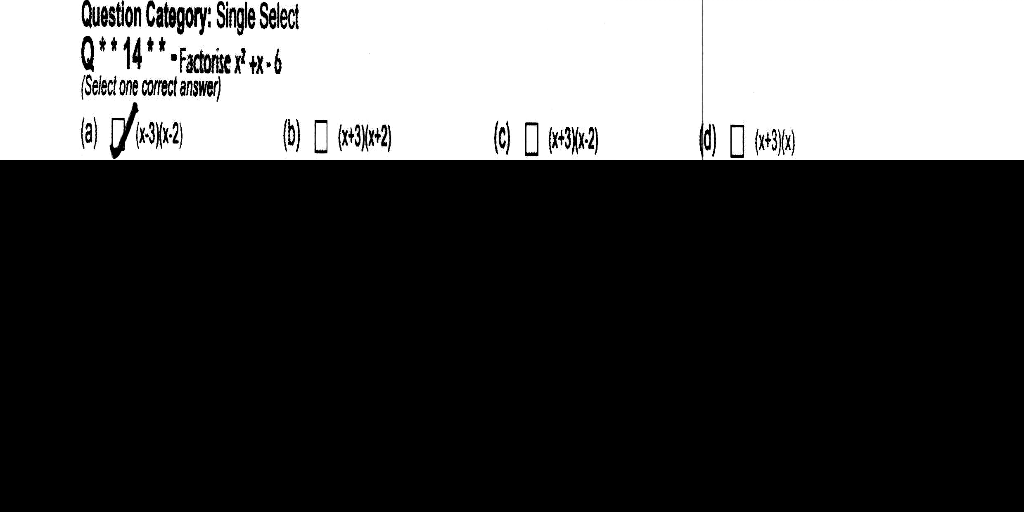 Question Category: Single Select
Q ** 14 ** - Factorise x² +x - 6
(Select one correct answer)
(a) (x-3)(x-2) (b) (x+3)(x+2) (c) (x+3)(x-2) (d) (x+3)(x)